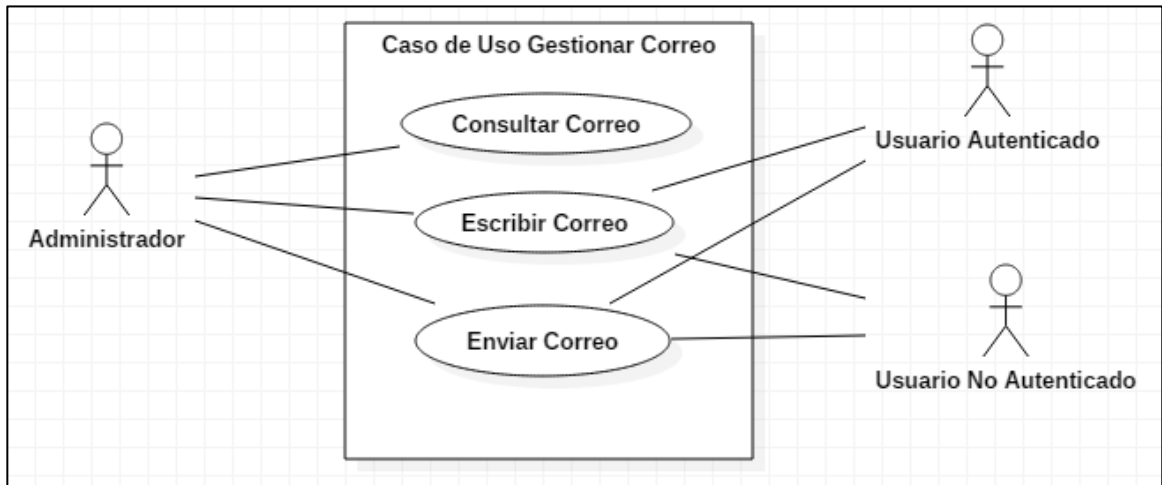 Caso de Uso Gestionar Correo
Consultar Correo
Escribir Correo
Enviar Correo
Administrador
Usuario Autenticado
Usuario No Autenticado